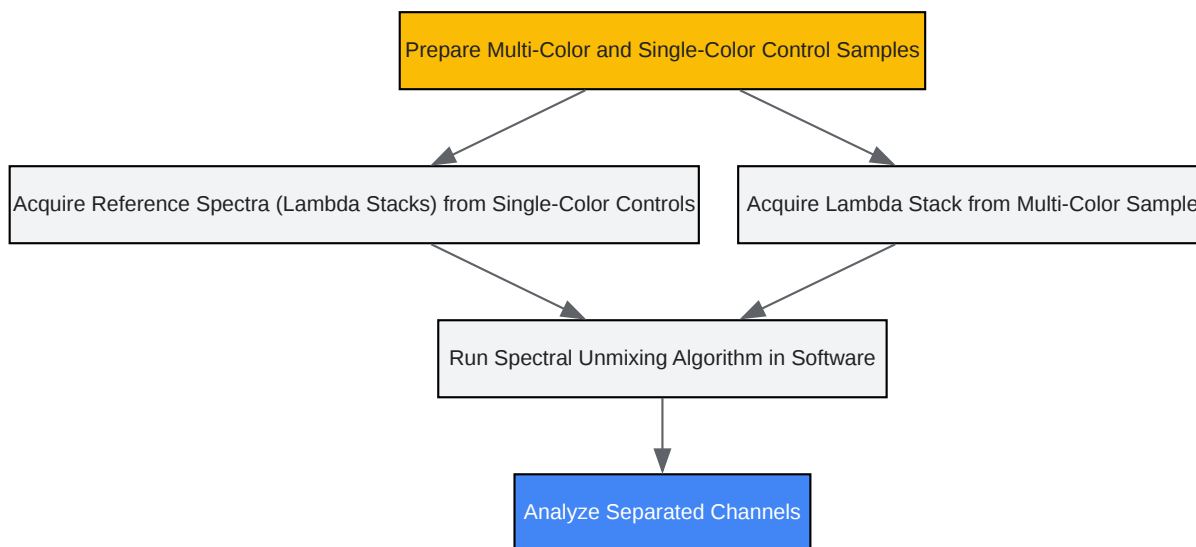 Prepare Multi-Color and Single-Color Control Samples
Acquire Reference Spectra (Lambda Stacks) from Single-Color Controls
Acquire Lambda Stack from Multi-Color Sample
Run Spectral Unmixing Algorithm in Software
Analyze Separated Channels